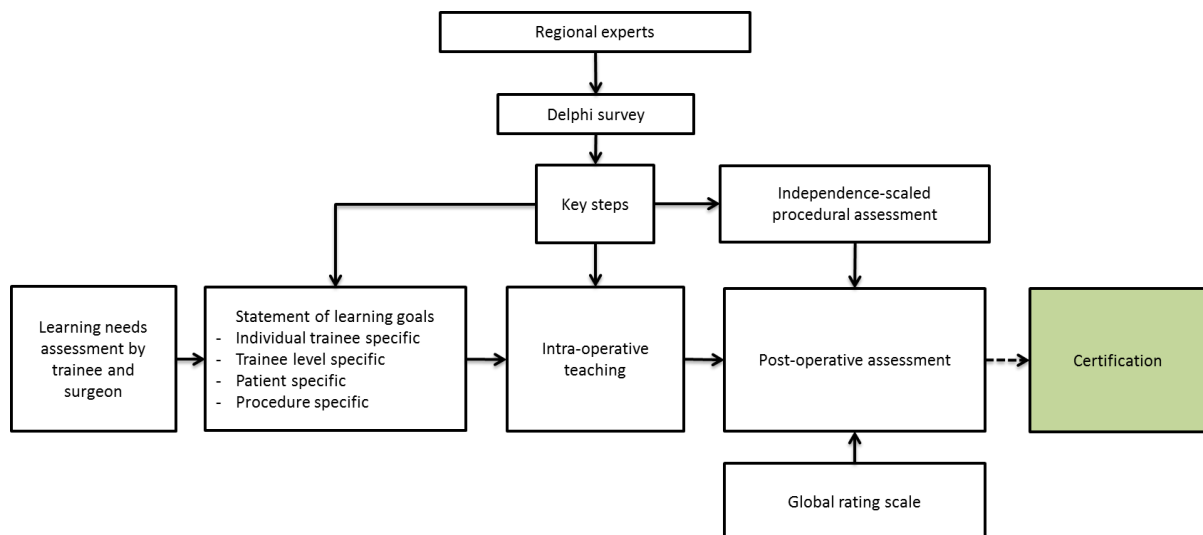 Regional experts
Delphi survey
Key steps
Independence-scaled
procedural assessment
Learning needs
assessment by
trainee and
surgeon
Statement of learning goals
- Individual trainee specific
- Trainee level specific
- Patient specific
- Procedure specific
Intra-operative
teaching
Post-operative assessment
Certification
Global rating scale